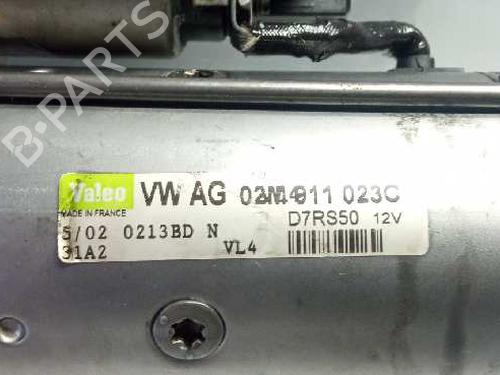 B-PARTS
Valeo VW AG 02M 911 023C
MADE IN FRANCE D7RS50 12V
5/02 0213BD N
31A2 VL4